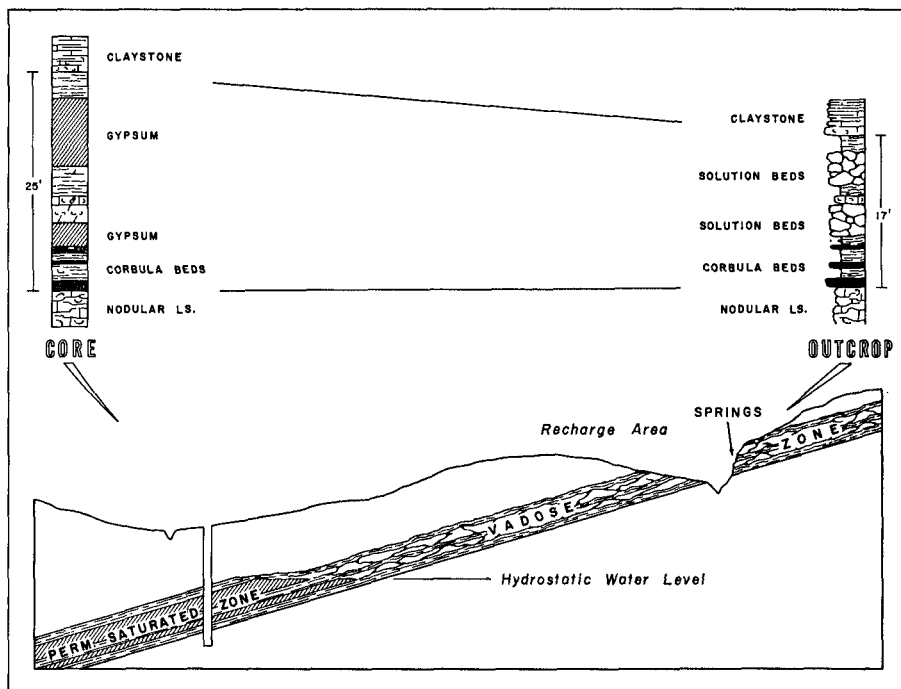 CLAYSTONE
GYPSUM
25'
GYPSUM
CORBULA BEDS
NODULAR LS.
CORE
CLAYSTONE
SOLUTION BEDS
SOLUTION BEDS
17'
CORBULA BEDS
NODULAR LS.
OUTCROP
SPRINGS
Recharge Area
ZONE
VADOSE
Hydrostatic Water Level
PERM. SATURATED ZONE